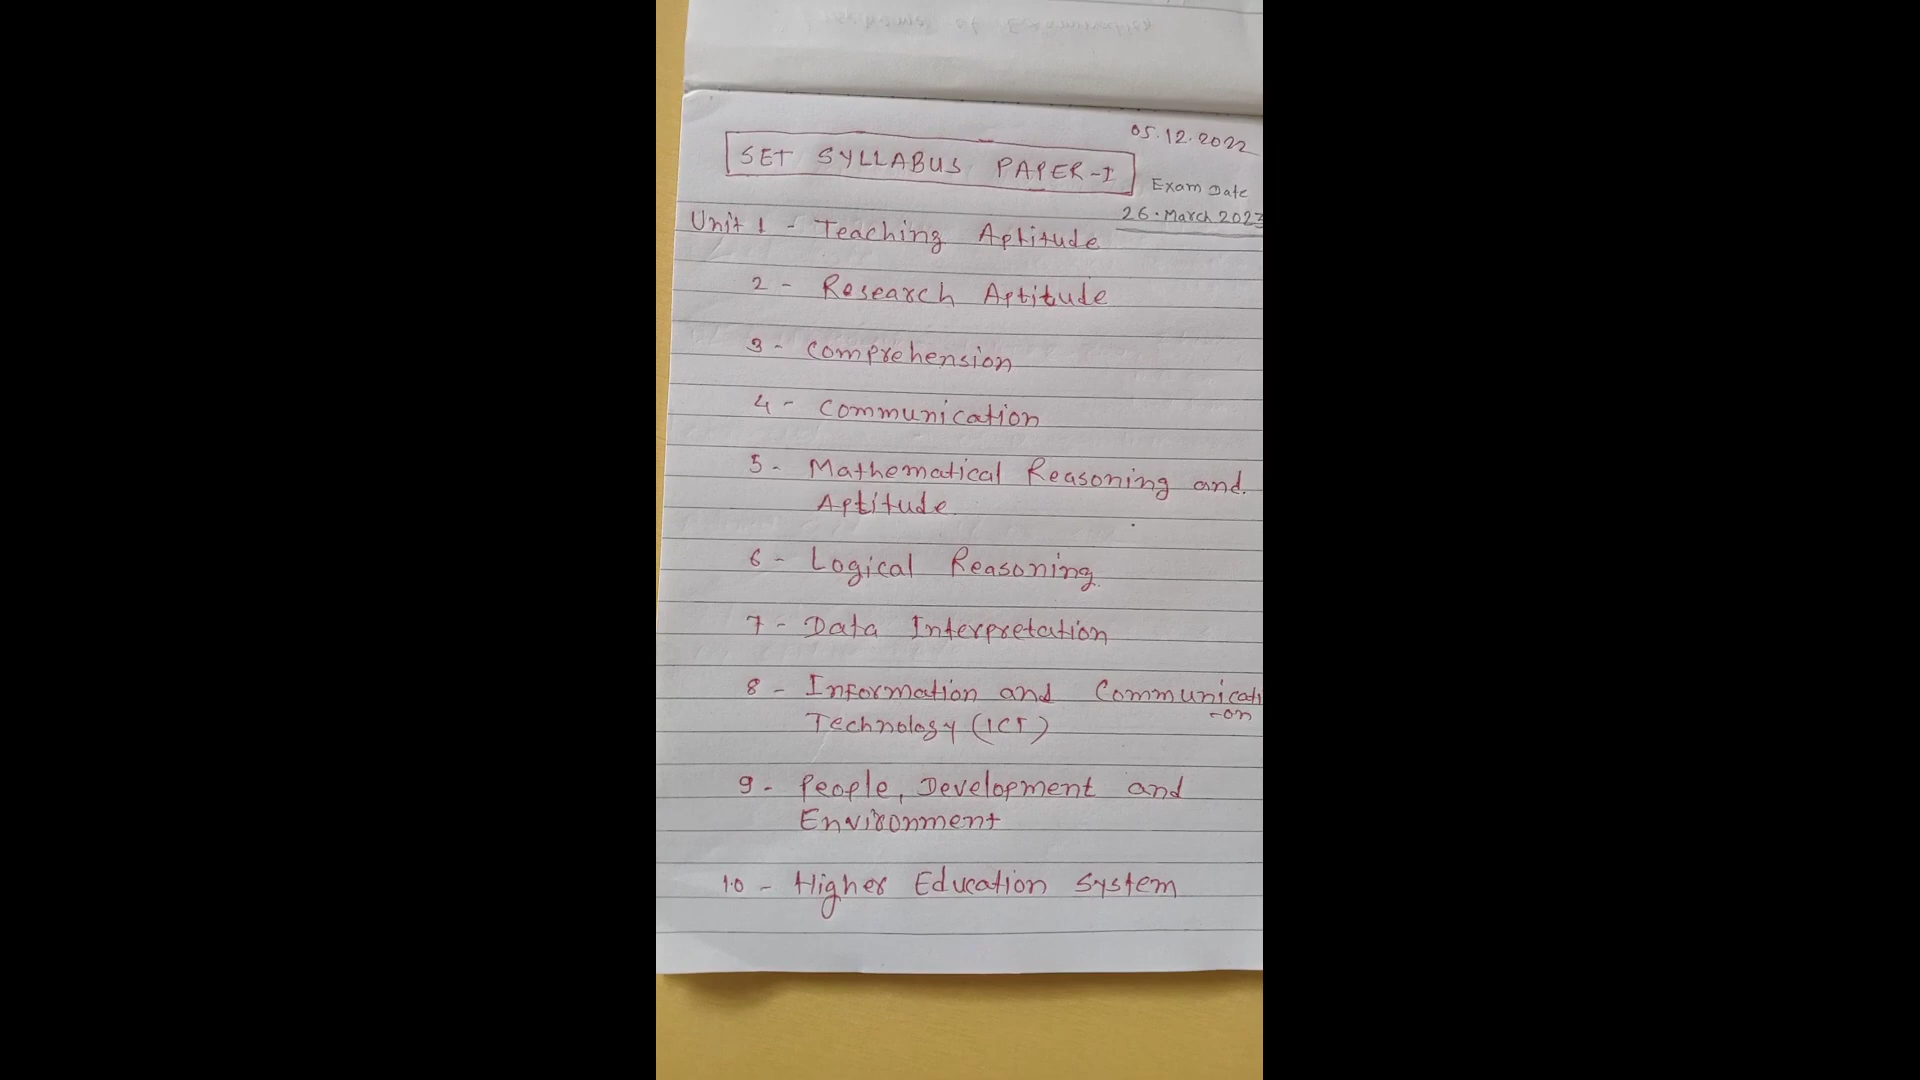 05.12.2022
SET SYLLABUS PAPER-I
Exam Date
26. March 2023
Unit 1 - Teaching Aptitude
2 - Research Aptitude
3 - Comprehension
4 - Communication
5 - Mathematical Reasoning and
Aptitude
6 - Logical Reasoning
7 - Data Interpretation
8 - Information and Communicati
-on
Technology (ICT)
9 - People, Development and
Environment
10 - Higher Education System